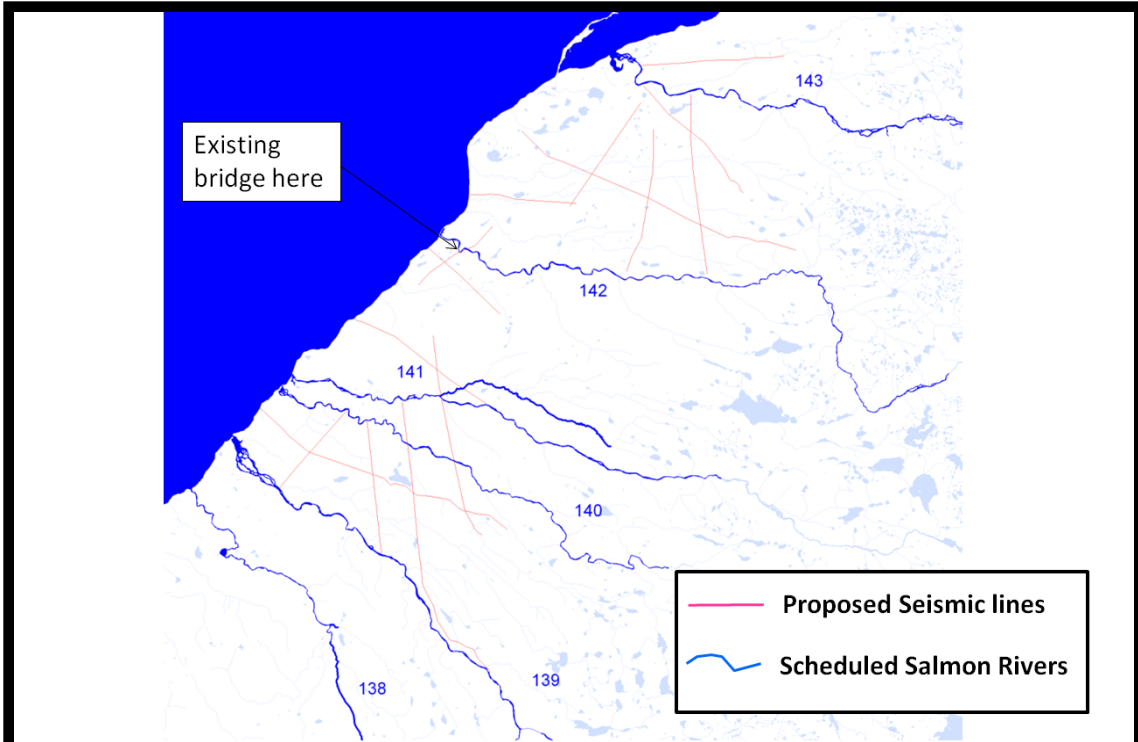 143
Existing
bridge here
142
141
140
Proposed Seismic lines
Scheduled Salmon Rivers
139
138